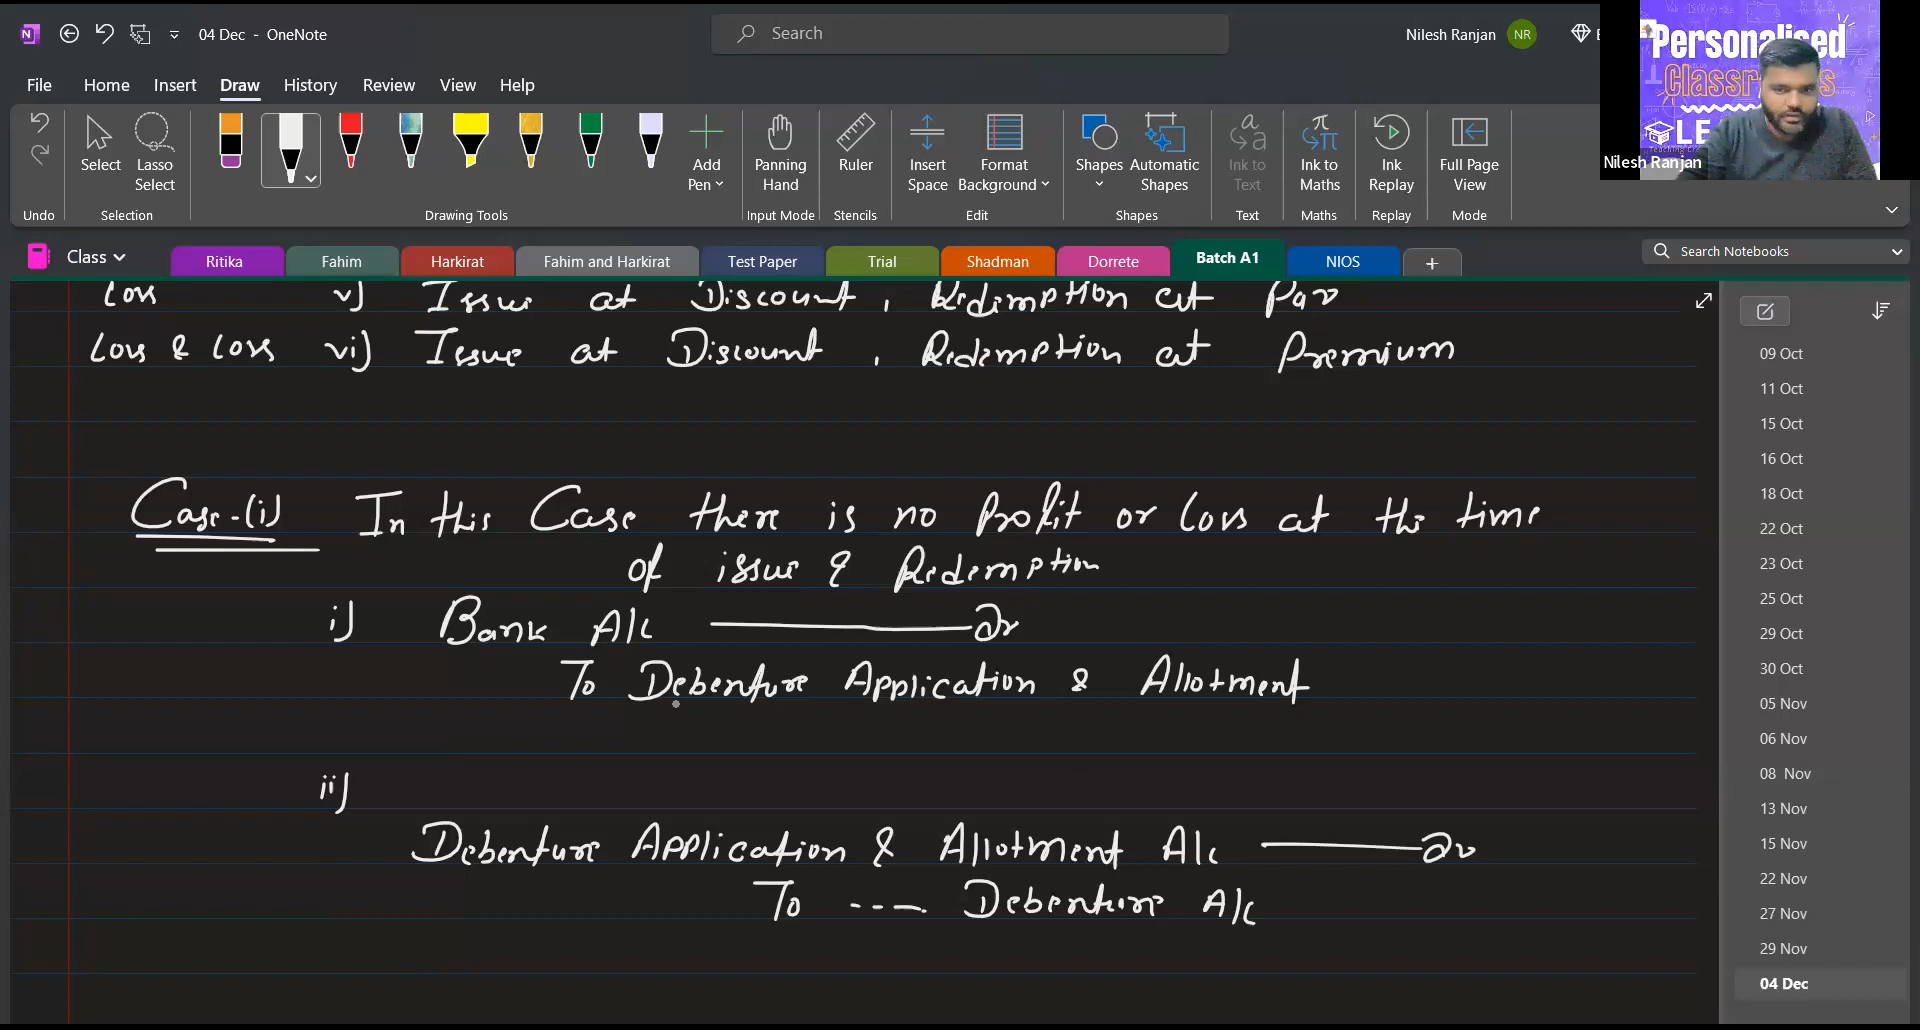 04 Dec - OneNote
Search
Nilesh Ranjan NR
Personalised
Classr
LE
Nilesh Ranjan
File Home Insert Draw History Review View Help
Select Lasso Select Add Pen Panning Hand Ruler Insert Space Format Background Shapes Automatic Shapes Ink to Text Ink to Maths Ink Replay Full Page View
Undo Selection Drawing Tools Input Mode Stencils Edit Shapes Text Maths Replay Mode
Class Ritika Fahim Harkirat Fahim and Harkirat Test Paper Trial Shadman Dorrete Batch A1 NIOS + Search Notebooks
Loss v) Issue at Discount, Redemption at Par
Loss & Loss vi) Issue at Discount, Redemption at Premium
Case-(i) In this Case there is no Profit or Loss at the time
of issue & Redemption
i) Bank A/c Dr
To Debenture Application & Allotment
ii)
Debenture Application & Allotment A/c Dr
To ---. Debenture A/c
09 Oct
11 Oct
15 Oct
16 Oct
18 Oct
22 Oct
23 Oct
25 Oct
29 Oct
30 Oct
05 Nov
06 Nov
08 Nov
13 Nov
15 Nov
22 Nov
27 Nov
29 Nov
04 Dec